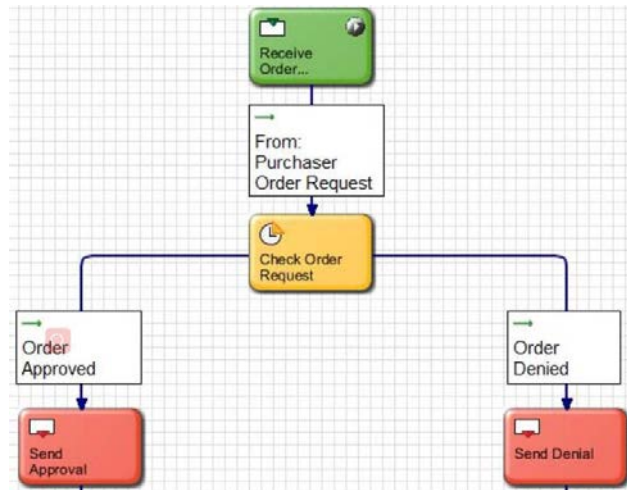 Receive
Order...
From:
Purchaser
Order Request
Check Order
Request
Order
Approved
Order
Denied
Send
Approval
Send Denial